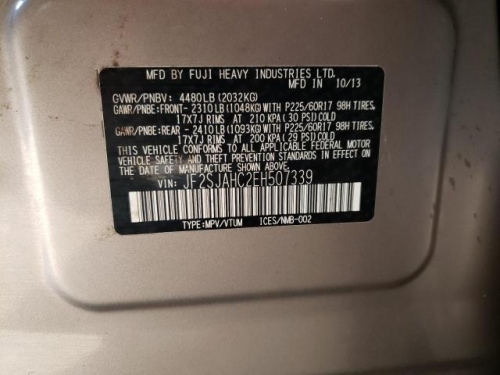 MFD BY FUJI HEAVY INDUSTRIES LTD.
MFD IN 10/13
GVWR/PNBV: 4480LB (2032KG)
GAWR/PNBE:FRONT- 2310LB(1048KG)WITH P225/60R17 98H TIRES,
17X7J RIMS, AT 210 KPA (30 PSI)COLD
GAWR/PNBE:REAR - 2410LB(1093KG)WITH P225/60R17 98H TIRES,
17X7J RIMS, AT 200 KPA (29 PSI)COLD
THIS VEHICLE CONFORMS TO ALL APPLICABLE FEDERAL MOTOR
VEHICLE SAFETY AND BUMPER STANDARDS IN EFFECT ON
THE DATE OF MANUFACTURE SHOWN ABOVE.
VIN: JF2SJAHC2EH507339
TYPE:MPV/VTUM ICES/NMB-002